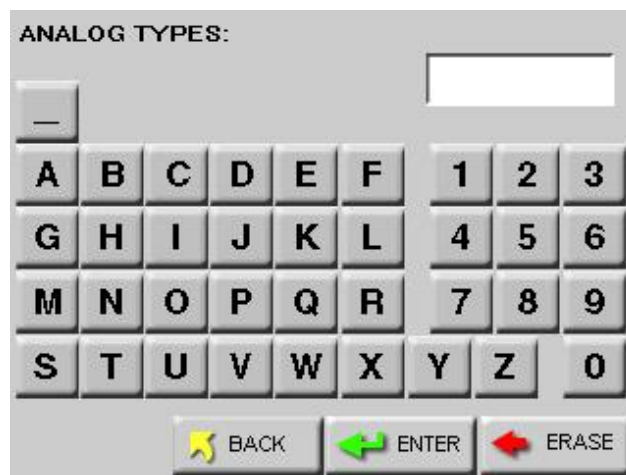 ANALOG TYPES:
_
A B C D E F 1 2 3
G H I J K L 4 5 6
M N O P Q R 7 8 9
S T U V W X Y Z 0
BACK ENTER ERASE